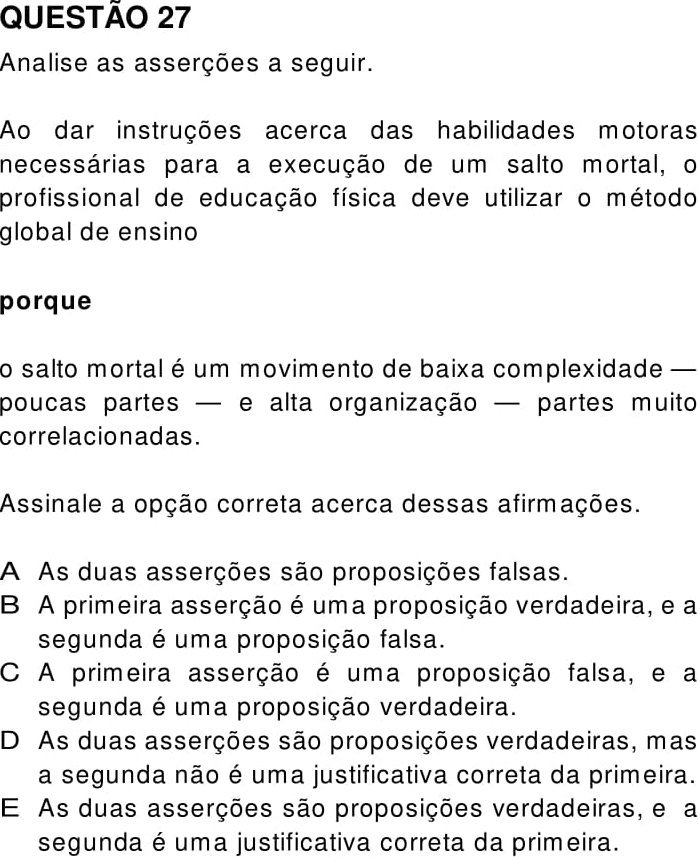 QUESTÃO 27
Analise as asserções a seguir.
Ao dar instruções acerca das habilidades motoras
necessárias para a execução de um salto mortal, o
profissional de educação física deve utilizar o método
global de ensino
porque
o salto mortal é um movimento de baixa complexidade —
poucas partes — e alta organização — partes muito
correlacionadas.
Assinale a opção correta acerca dessas afirmações.
A As duas asserções são proposições falsas.
B A primeira asserção é uma proposição verdadeira, e a
segunda é uma proposição falsa.
C A primeira asserção é uma proposição falsa, e a
segunda é uma proposição verdadeira.
D As duas asserções são proposições verdadeiras, mas
a segunda não é uma justificativa correta da primeira.
E As duas asserções são proposições verdadeiras, e a
segunda é uma justificativa correta da primeira.